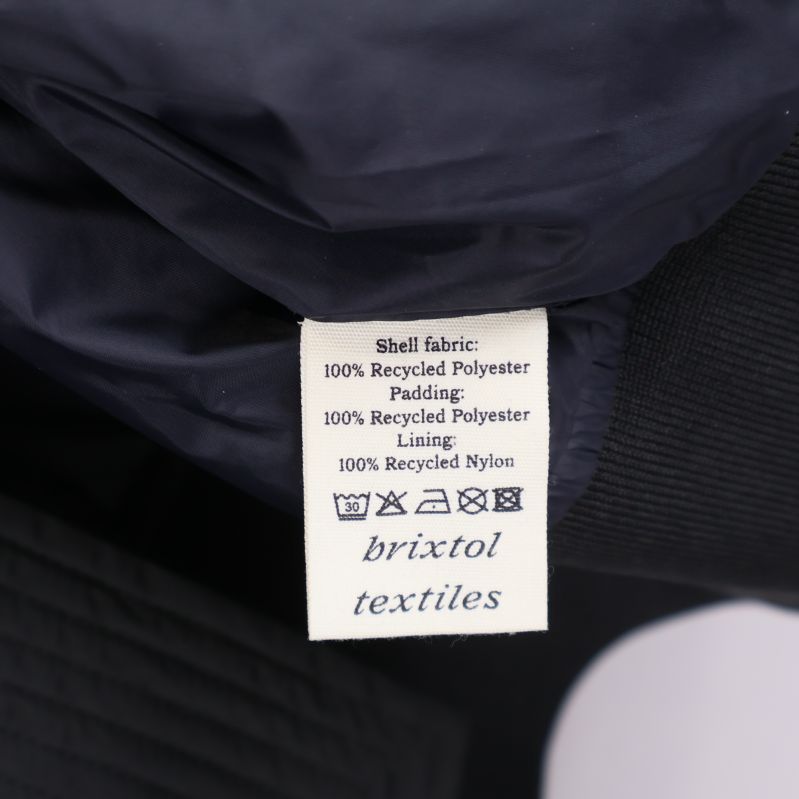 Shell fabric:
100% Recycled Polyester
Padding:
100% Recycled Polyester
Lining:
100% Recycled Nylon
30
brixtol
textiles